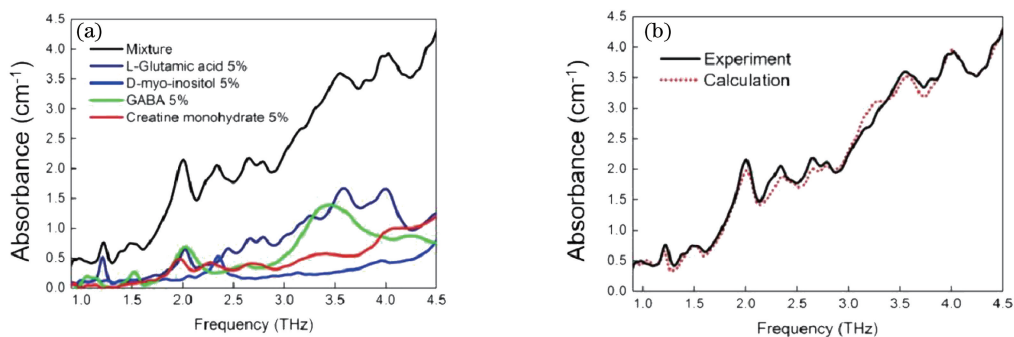 (a)
Mixture
L-Glutamic acid 5%
D-myo-inositol 5%
GABA 5%
Creatine monohydrate 5%
Absorbance (cm⁻¹)
4.5
4.0
3.5
3.0
2.5
2.0
1.5
1.0
0.5
0.0
1.0 1.5 2.0 2.5 3.0 3.5 4.0 4.5
Frequency (THz)
(b)
Experiment
Calculation
Absorbance (cm⁻¹)
4.5
4.0
3.5
3.0
2.5
2.0
1.5
1.0
0.5
0.0
1.0 1.5 2.0 2.5 3.0 3.5 4.0 4.5
Frequency (THz)